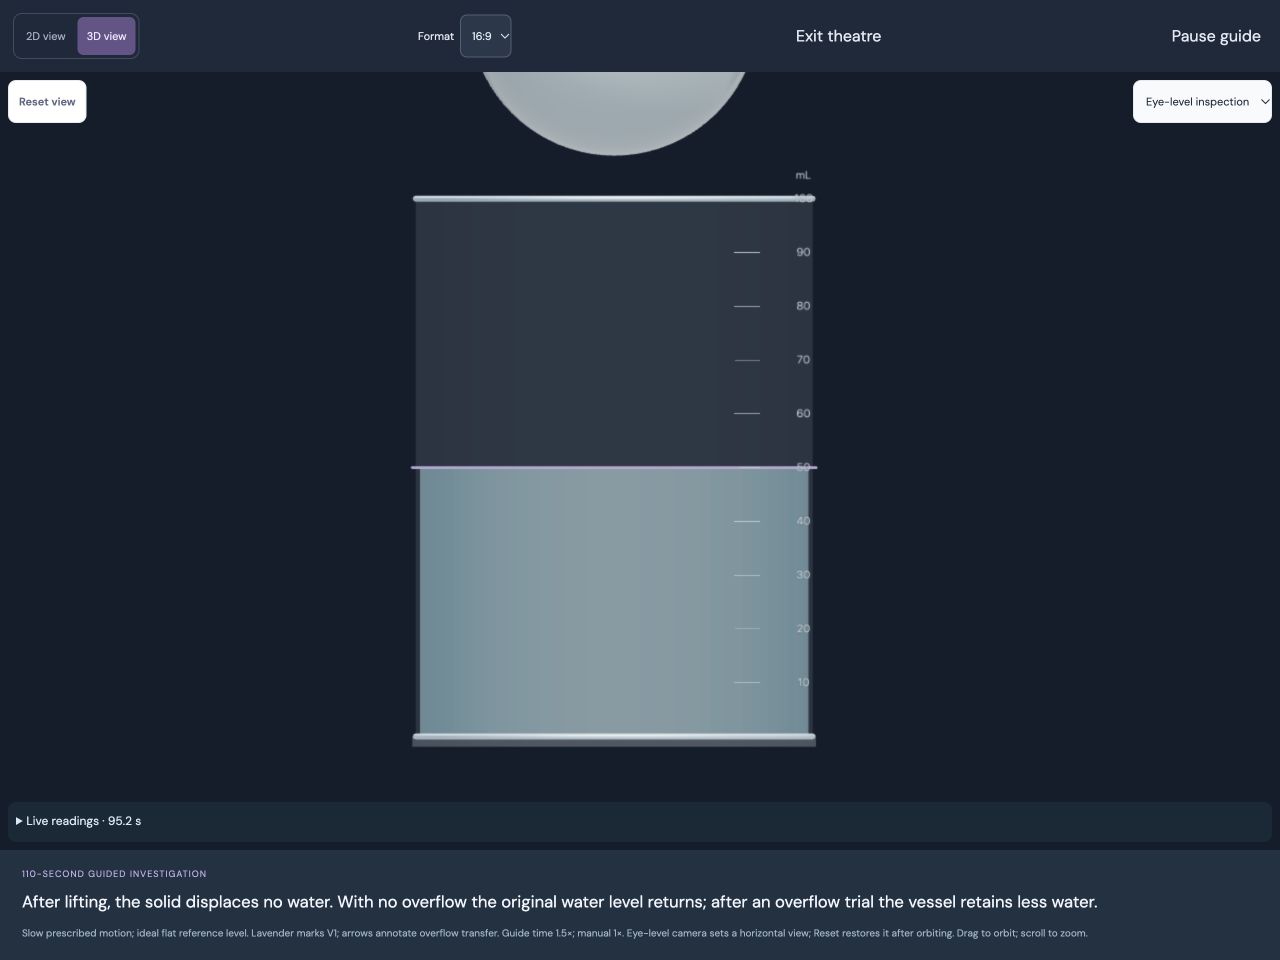 2D view 3D view Format 16:9 Exit theatre Pause guide
Reset view Eye-level inspection
mL
100
90
80
70
60
50
40
30
20
10
Live readings · 95.2 s
110-SECOND GUIDED INVESTIGATION
After lifting, the solid displaces no water. With no overflow the original water level returns; after an overflow trial the vessel retains less water.
Slow prescribed motion; ideal flat reference level. Lavender marks V1; arrows annotate overflow transfer. Guide time 1.5×; manual 1×. Eye-level camera sets a horizontal view; Reset restores it after orbiting. Drag to orbit; scroll to zoom.